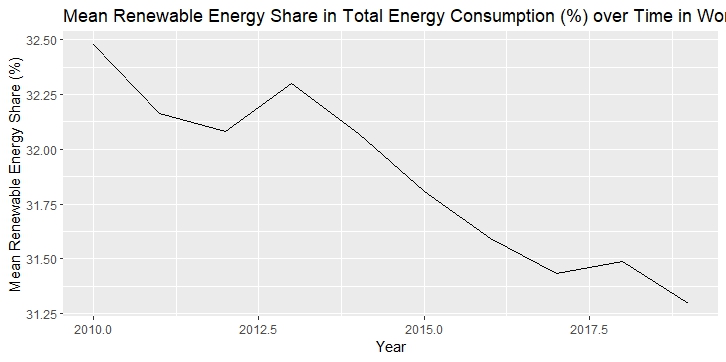 Mean Renewable Energy Share in Total Energy Consumption (%) over Time in Wor
Mean Renewable Energy Share (%)
32.50
32.25
32.00
31.75
31.50
31.25
2010.0 2012.5 2015.0 2017.5
Year